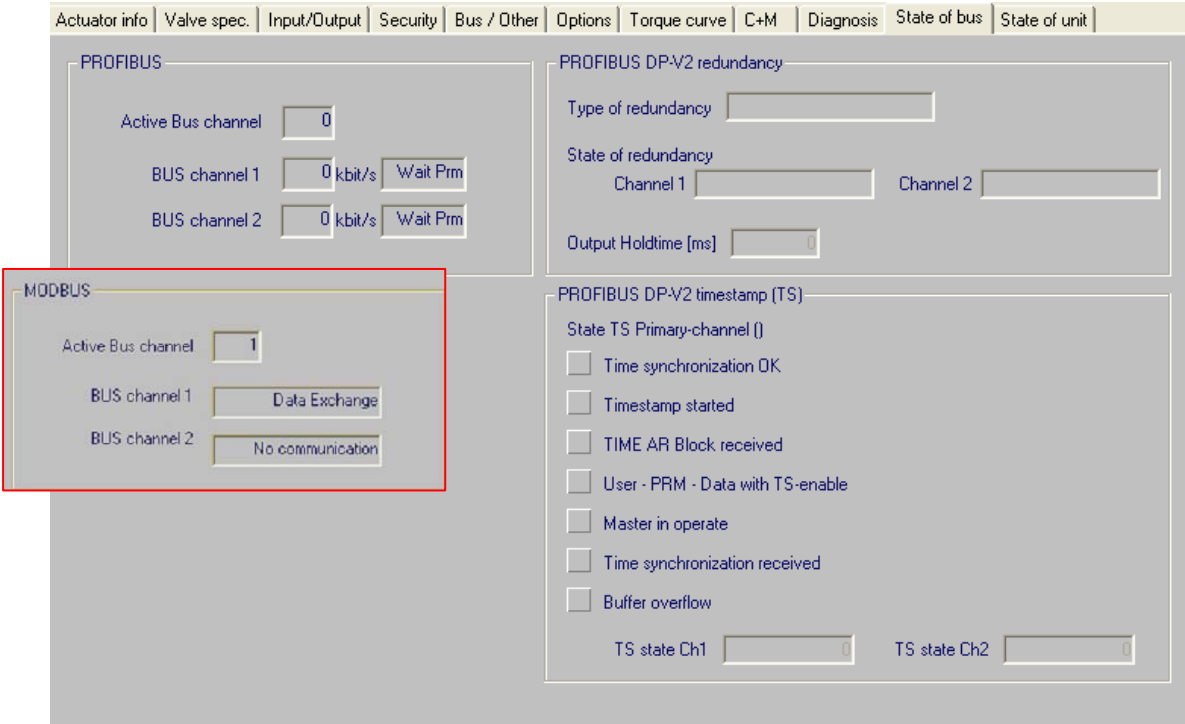 Actuator info Valve spec. Input/Output Security Bus / Other Options Torque curve C+M Diagnosis State of bus State of unit
PROFIBUS
Active Bus channel 0
BUS channel 1 0 kbit/s Wait Prm
BUS channel 2 0 kbit/s Wait Prm
MODBUS
Active Bus channel 1
BUS channel 1 Data Exchange
BUS channel 2 No communication
PROFIBUS DP-V2 redundancy
Type of redundancy
State of redundancy
Channel 1 Channel 2
Output Holdtime [ms] 0
PROFIBUS DP-V2 timestamp (TS)
State TS Primary-channel ()
Time synchronization OK
Timestamp started
TIME AR Block received
User - PRM - Data with TS-enable
Master in operate
Time synchronization received
Buffer overflow
TS state Ch1 0 TS state Ch2 0